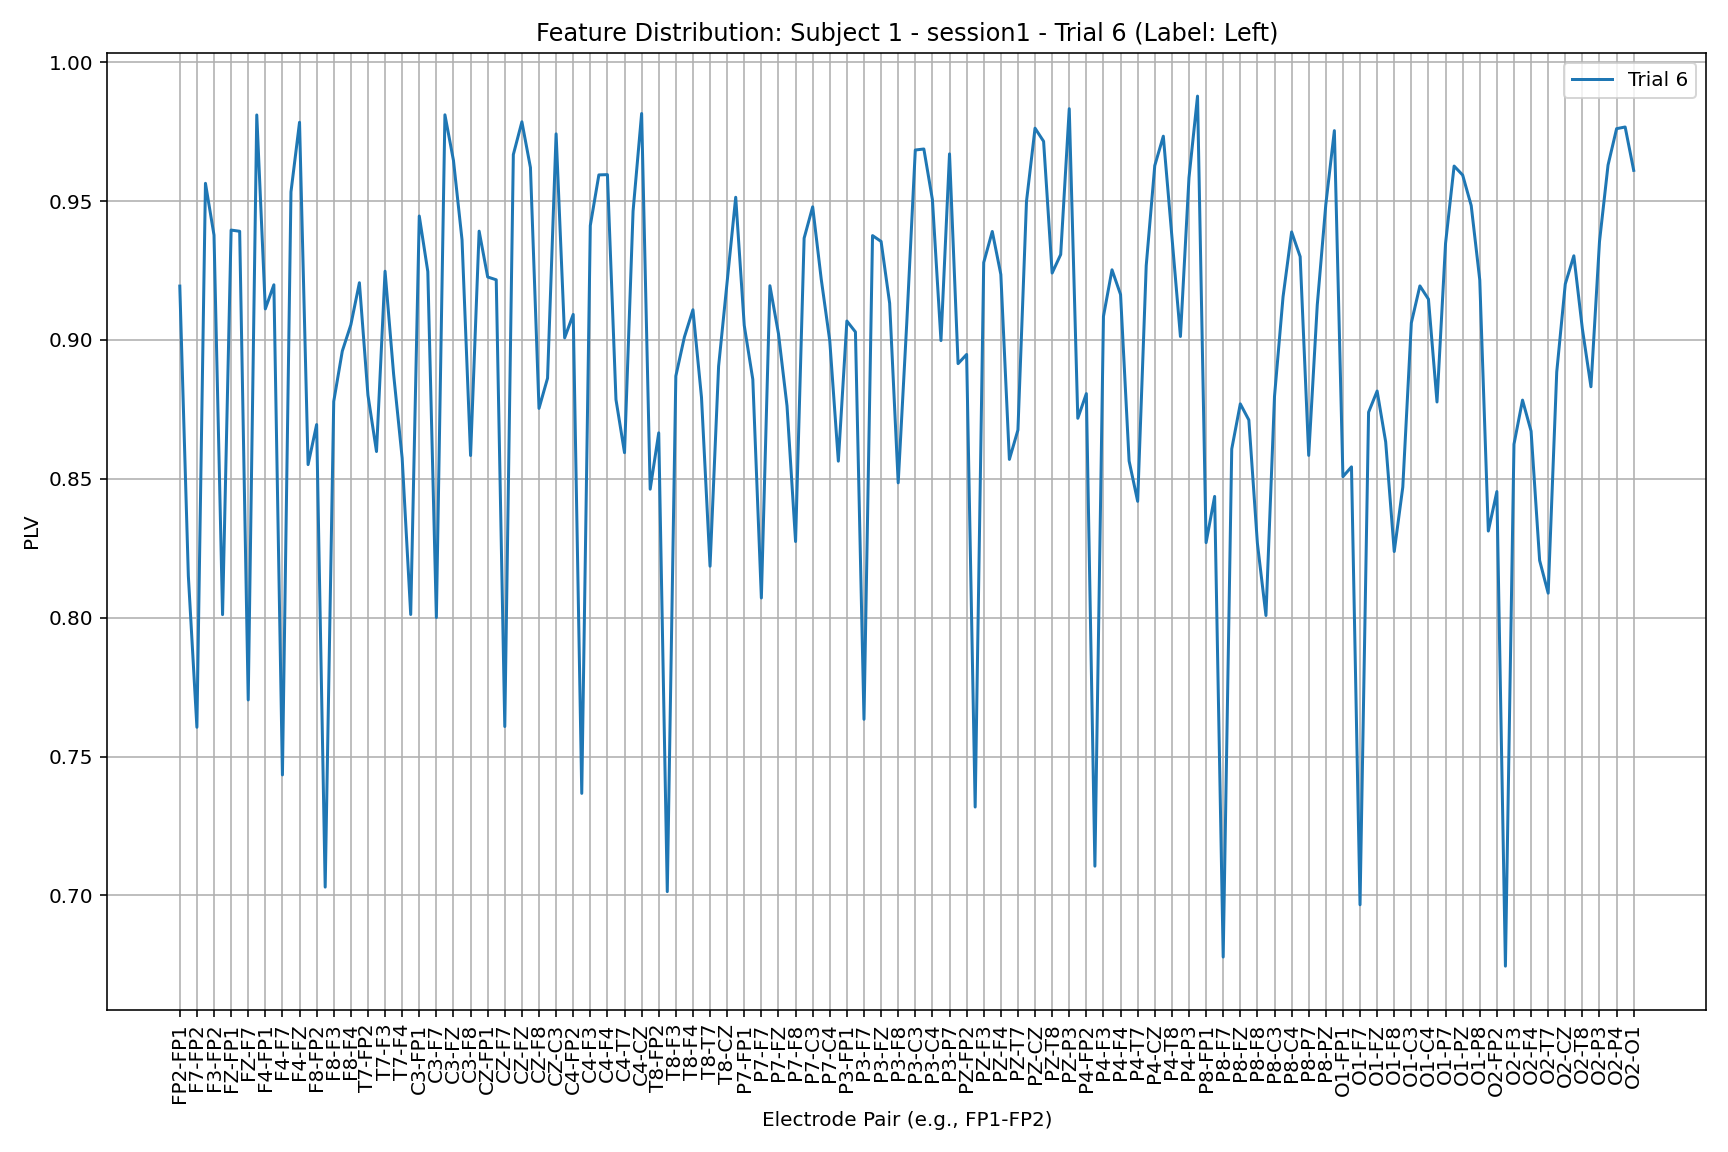 Feature Distribution: Subject 1 - session1 - Trial 6 (Label: Left)
Trial 6
1.00
0.95
0.90
0.85
0.80
0.75
0.70
PLV
FP2-FP1
F7-FP2
F3-FP2
FZ-FP1
FZ-F7
F4-FP1
F4-F7
F4-FZ
F8-FP2
F8-F3
F8-F4
T7-FP2
T7-F3
T7-F4
C3-FP1
C3-F7
C3-FZ
C3-F8
CZ-FP1
CZ-F7
CZ-FZ
CZ-F8
CZ-C3
C4-FP2
C4-F3
C4-F4
C4-T7
C4-CZ
T8-FP2
T8-F3
T8-F4
T8-T7
T8-CZ
P7-FP1
P7-F7
P7-FZ
P7-F8
P7-C3
P7-C4
P3-FP1
P3-F7
P3-FZ
P3-F8
P3-C3
P3-C4
P3-P7
PZ-FP2
PZ-F3
PZ-F4
PZ-T7
PZ-CZ
PZ-T8
PZ-P3
P4-FP2
P4-F3
P4-F4
P4-T7
P4-CZ
P4-T8
P4-P3
P8-FP1
P8-F7
P8-FZ
P8-F8
P8-C3
P8-C4
P8-P7
P8-PZ
O1-FP1
O1-F7
O1-FZ
O1-F8
O1-C3
O1-C4
O1-P7
O1-PZ
O1-P8
O2-FP2
O2-F3
O2-F4
O2-T7
O2-CZ
O2-T8
O2-P3
O2-P4
O2-O1
Electrode Pair (e.g., FP1-FP2)